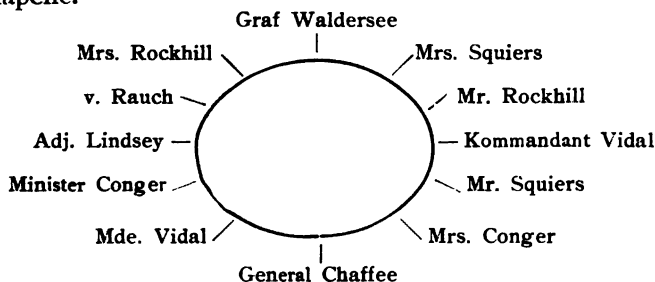 apelle.
Graf Waldersee
Mrs. Rockhill Mrs. Squiers
v. Rauch Mr. Rockhill
Adj. Lindsey Kommandant Vidal
Minister Conger Mr. Squiers
Mde. Vidal Mrs. Conger
General Chaffee